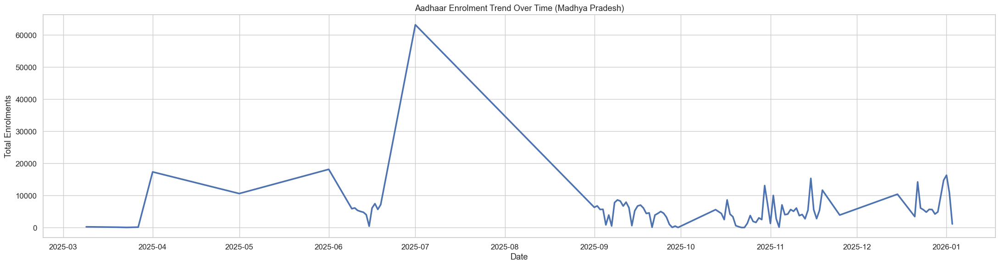 Aadhaar Enrolment Trend Over Time (Madhya Pradesh)
Total Enrolments
60000
50000
40000
30000
20000
10000
0
2025-03 2025-04 2025-05 2025-06 2025-07 2025-08 2025-09 2025-10 2025-11 2025-12 2026-01
Date